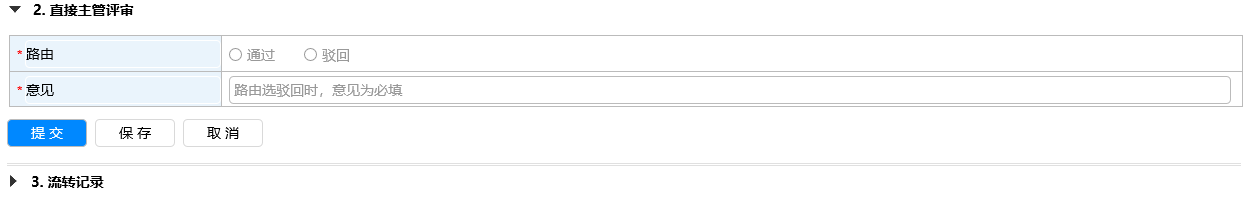 2. 直接主管评审
* 路由 通过 驳回
* 意见 路由选驳回时，意见为必填
提 交 保 存 取 消
3. 流转记录